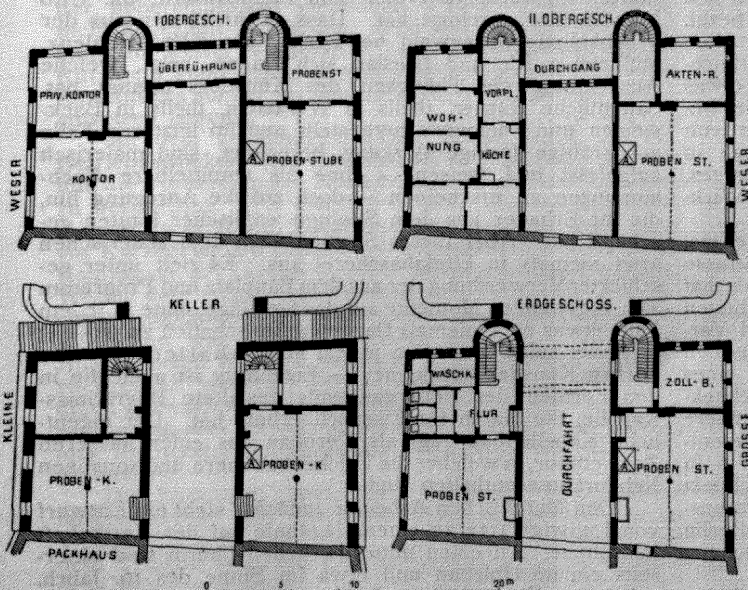 I OBERGESCH.
II. OBERGESCH.
ÜBERFÜHRUNG
PROBENST
PRIV. KONTOR
KONTOR
A
PROBEN-STUBE
WESER
DURCHGANG
AKTEN-R.
VORPL.
WOH-
NUNG
KÜCHE
A
PROBEN ST.
WESER
KELLER
ERDGESCHOSS.
KLEINE
PROBEN-K.
A
PROBEN-K
PACKHAUS
WASCHK.
FLUR
ZOLL-B.
DURCHFAHRT
PROBEN ST.
A
PROBEN ST.
GROSSE
0 5 10 20m